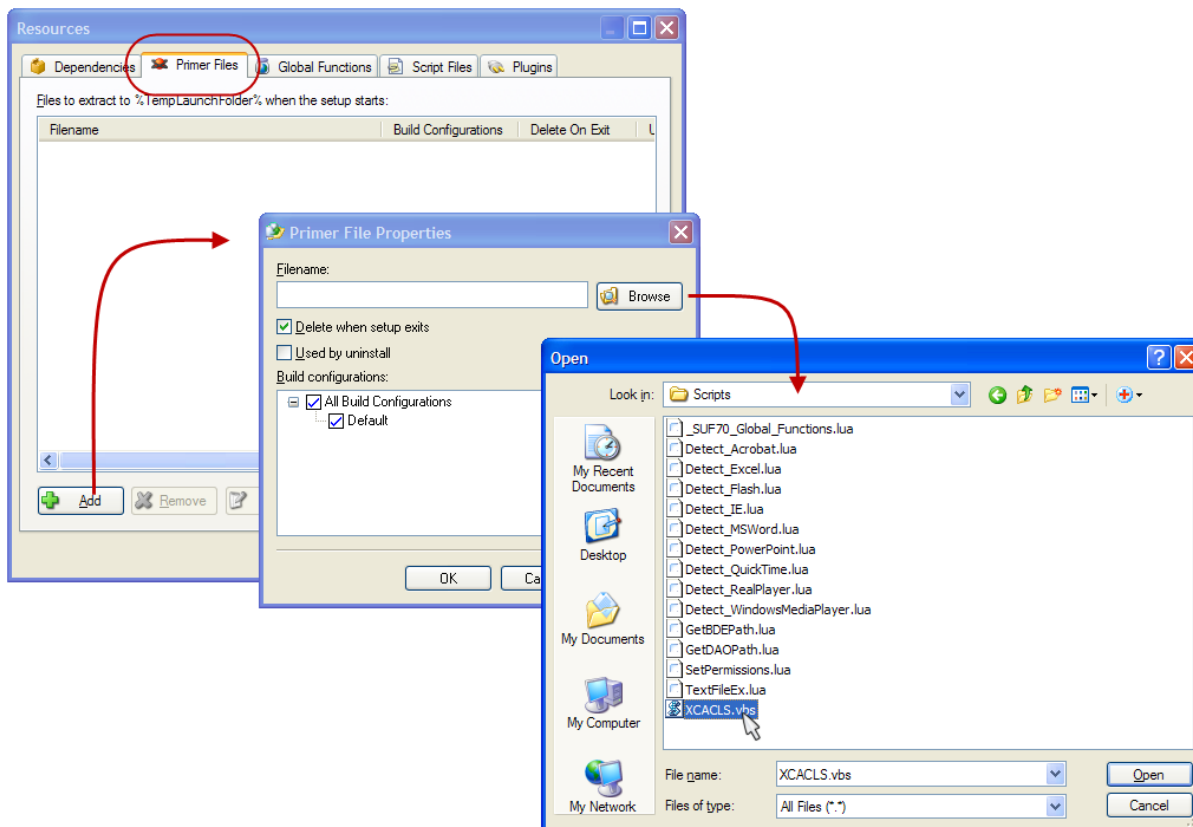 Resources
Dependencies Primer Files Global Functions Script Files Plugins
Files to extract to %TempLaunchFolder% when the setup starts:
Filename Build Configurations Delete On Exit
Add Remove
Primer File Properties
Filename:
Browse
Delete when setup exits
Used by uninstall
Build configurations:
All Build Configurations
Default
OK
Open
Look in: Scripts
My Recent Documents
Desktop
My Documents
My Computer
My Network
_SUF70_Global_Functions.lua
Detect_Acrobat.lua
Detect_Excel.lua
Detect_Flash.lua
Detect_IE.lua
Detect_MSWord.lua
Detect_PowerPoint.lua
Detect_QuickTime.lua
Detect_RealPlayer.lua
Detect_WindowsMediaPlayer.lua
GetBDEPath.lua
GetDAOPath.lua
SetPermissions.lua
TextFileEx.lua
XCACLS.vbs
File name: XCACLS.vbs Open
Files of type: All Files (*.*) Cancel